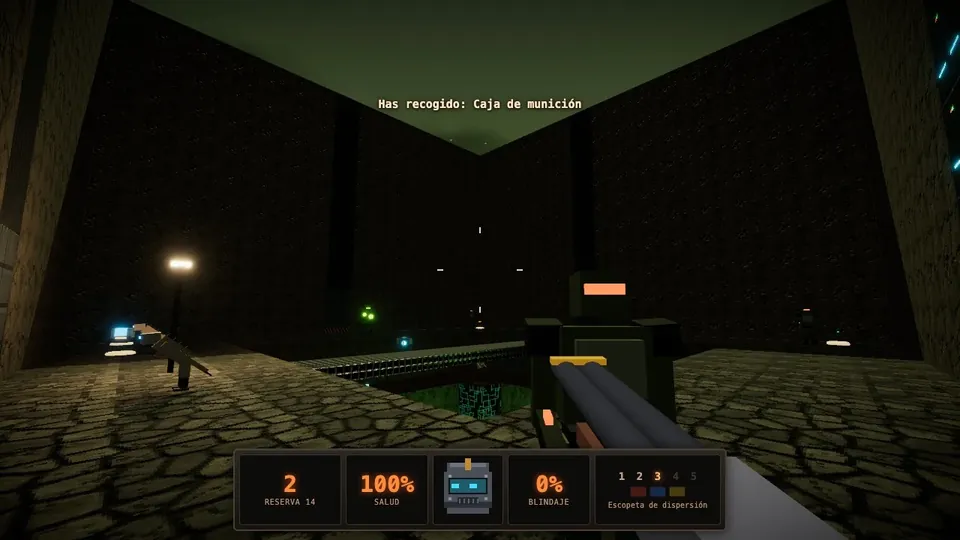 Has recogido: Caja de munición
2
RESERVA 14
100%
SALUD
0%
BLINDAJE
1 2 3 4 5
Escopeta de dispersión